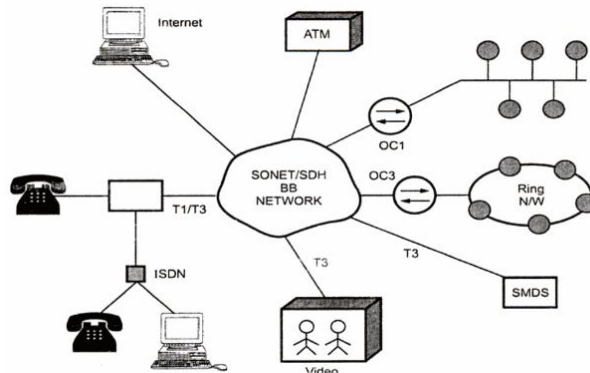 Internet
ATM
OC1
SONET/SDH
BB
NETWORK
OC3
Ring
N/W
T1/T3
T3
T3
ISDN
SMDS
Video